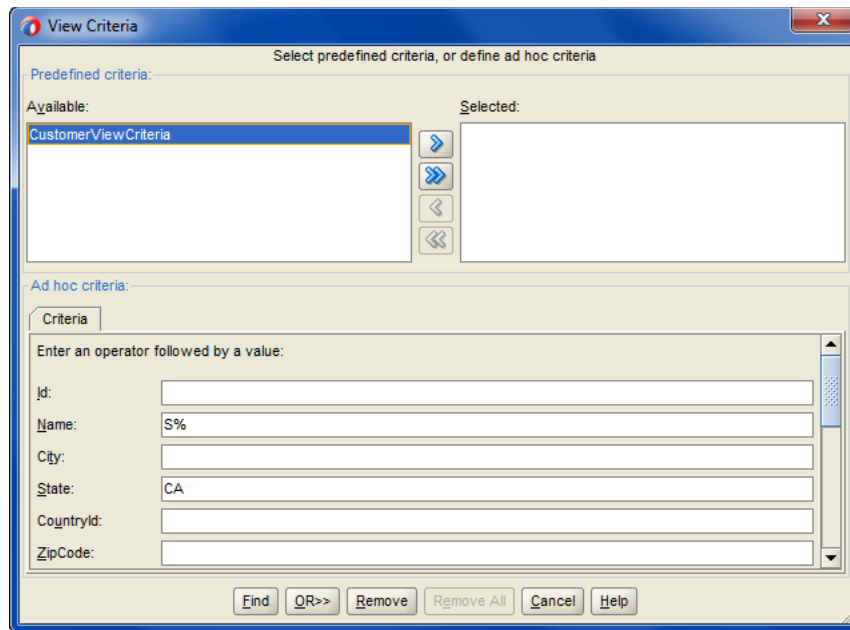 View Criteria
Select predefined criteria, or define ad hoc criteria
Predefined criteria:
Available:
Selected:
CustomerViewCriteria
Ad hoc criteria:
Criteria
Enter an operator followed by a value:
Id:
Name: S%
City:
State: CA
CountryId:
ZipCode:
Find OR>> Remove Remove All Cancel Help